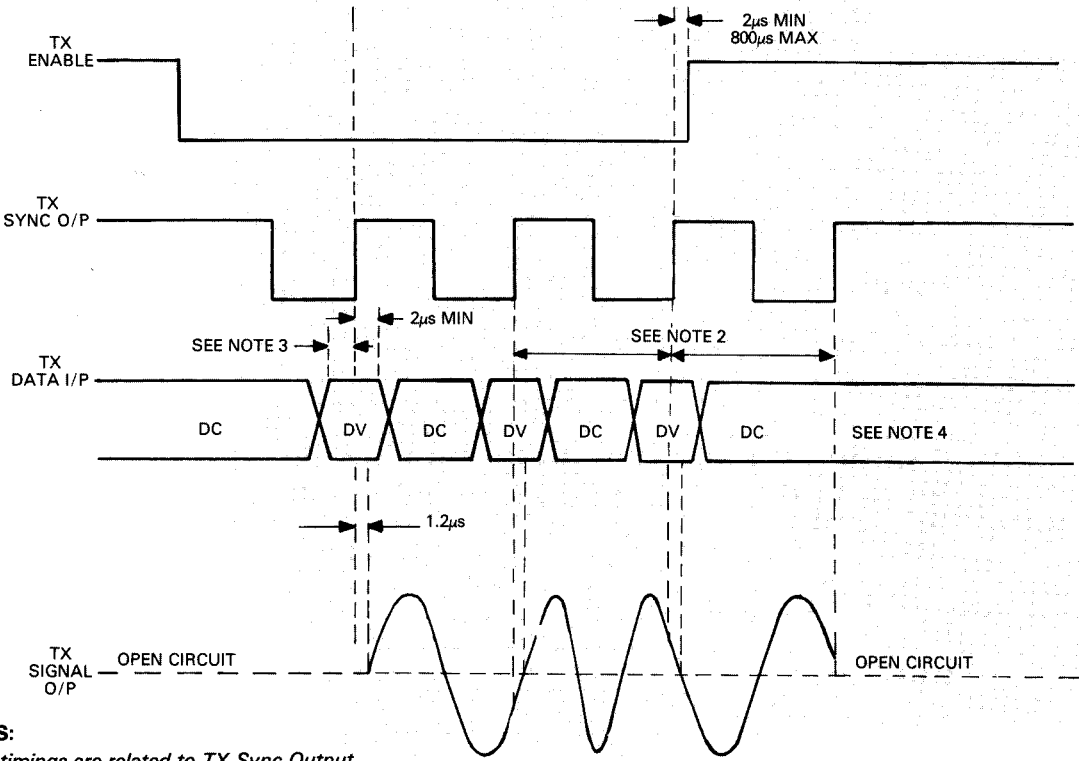 2μs MIN
800μs MAX
TX
ENABLE
TX
SYNC O/P
2μs MIN
SEE NOTE 3
SEE NOTE 2
TX
DATA I/P
DC
DV
DC
DV
DC
DV
DC
SEE NOTE 4
1.2μs
TX
SIGNAL
O/P
OPEN CIRCUIT
OPEN CIRCUIT
S:
timings are related to TX Sync Output